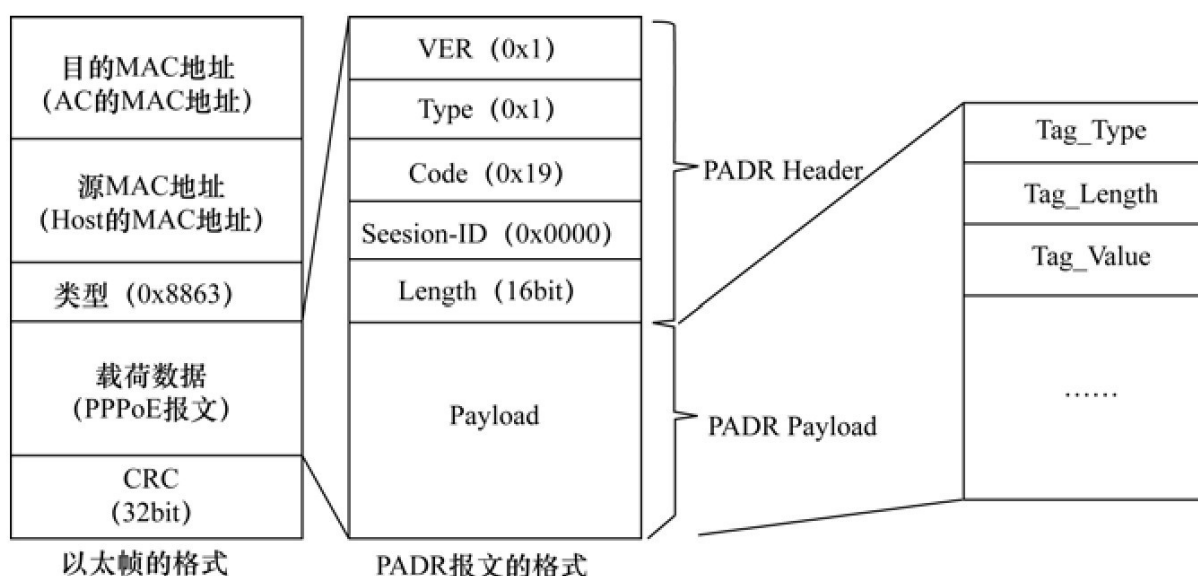 目的MAC地址
（AC的MAC地址）
源MAC地址
(Host的MAC地址）
类型（0x8863）
载荷数据
（PPPoE报文）
CRC
(32bit)
以太帧的格式
VER（0x1）
Type（0x1）
Code（0x19）
Seesion-ID（0x0000）
Length（16bit）
Payload
PADR报文的格式
PADR Header
PADR Payload
Tag_Type
Tag_Length
Tag_Value
……